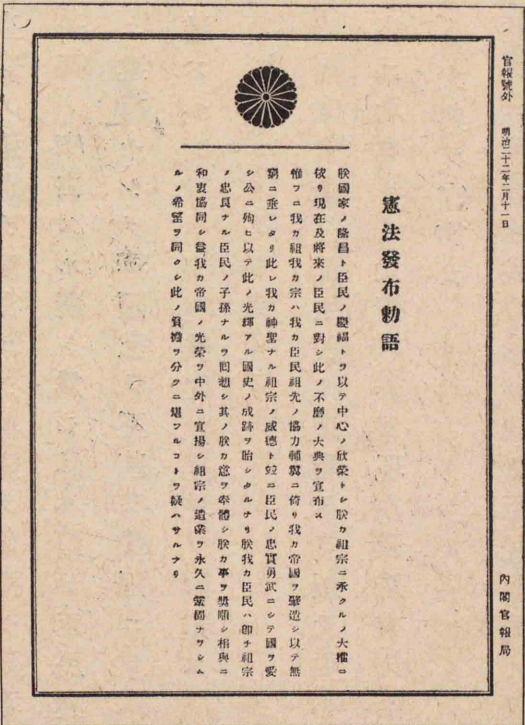 官報號外 明治二十二年二月十一日
內閣官報局
憲法發布勅語
朕國家ノ隆昌ト臣民ノ慶福トヲ以テ中心ノ欣榮トシ朕カ祖宗ニ承クルノ大權ニ
依リ現在及將來ノ臣民ニ對シ此ノ不磨ノ大典ヲ宣布ス
惟フニ我カ祖我カ宗ハ我カ臣民祖先ノ協力輔翼ニ倚リ我カ帝國ヲ肇造シ以テ無
窮ニ垂レタリ此レ我カ神聖ナル祖宗ノ威德ト竝ニ臣民ノ忠實勇武ニシテ國ヲ愛
シ公ニ殉ヒ以テ此ノ光輝アル國史ノ成跡ヲ貽シタルナリ朕我カ臣民ハ卽チ祖宗
ノ忠良ナル臣民ノ子孫ナルヲ囘想シ其ノ朕カ意ヲ奉體シ朕カ事ヲ奬順シ相與ニ
和衷協同シ益我カ帝國ノ光榮ヲ中外ニ宣揚シ祖宗ノ遺業ヲ永久ニ鞏固ナラシム
ルノ希望ヲ同クシ此ノ負擔ヲ分ツニ堪フルコトヲ疑ハサルナリ